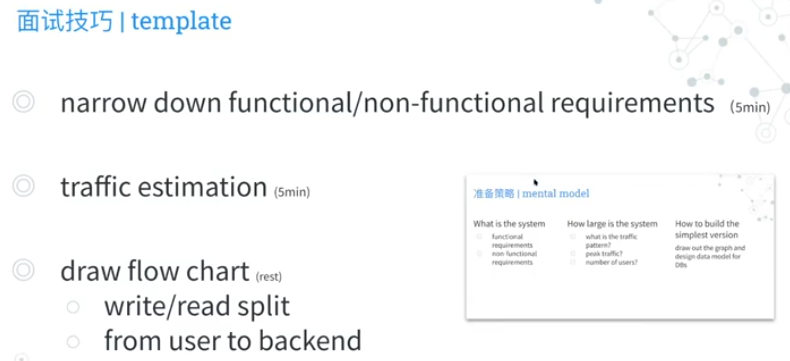 面试技巧 | template
narrow down functional/non-functional requirements (5min)
traffic estimation (5min)
draw flow chart (rest)
write/read split
from user to backend
准备策略 | mental model
What is the system
functional
requirements
non-functional
requirements
How large is the system
what is the traffic
pattern?
peak traffic?
number of users?
How to build the
simplest version
draw out the graph and
design data model for
DBs